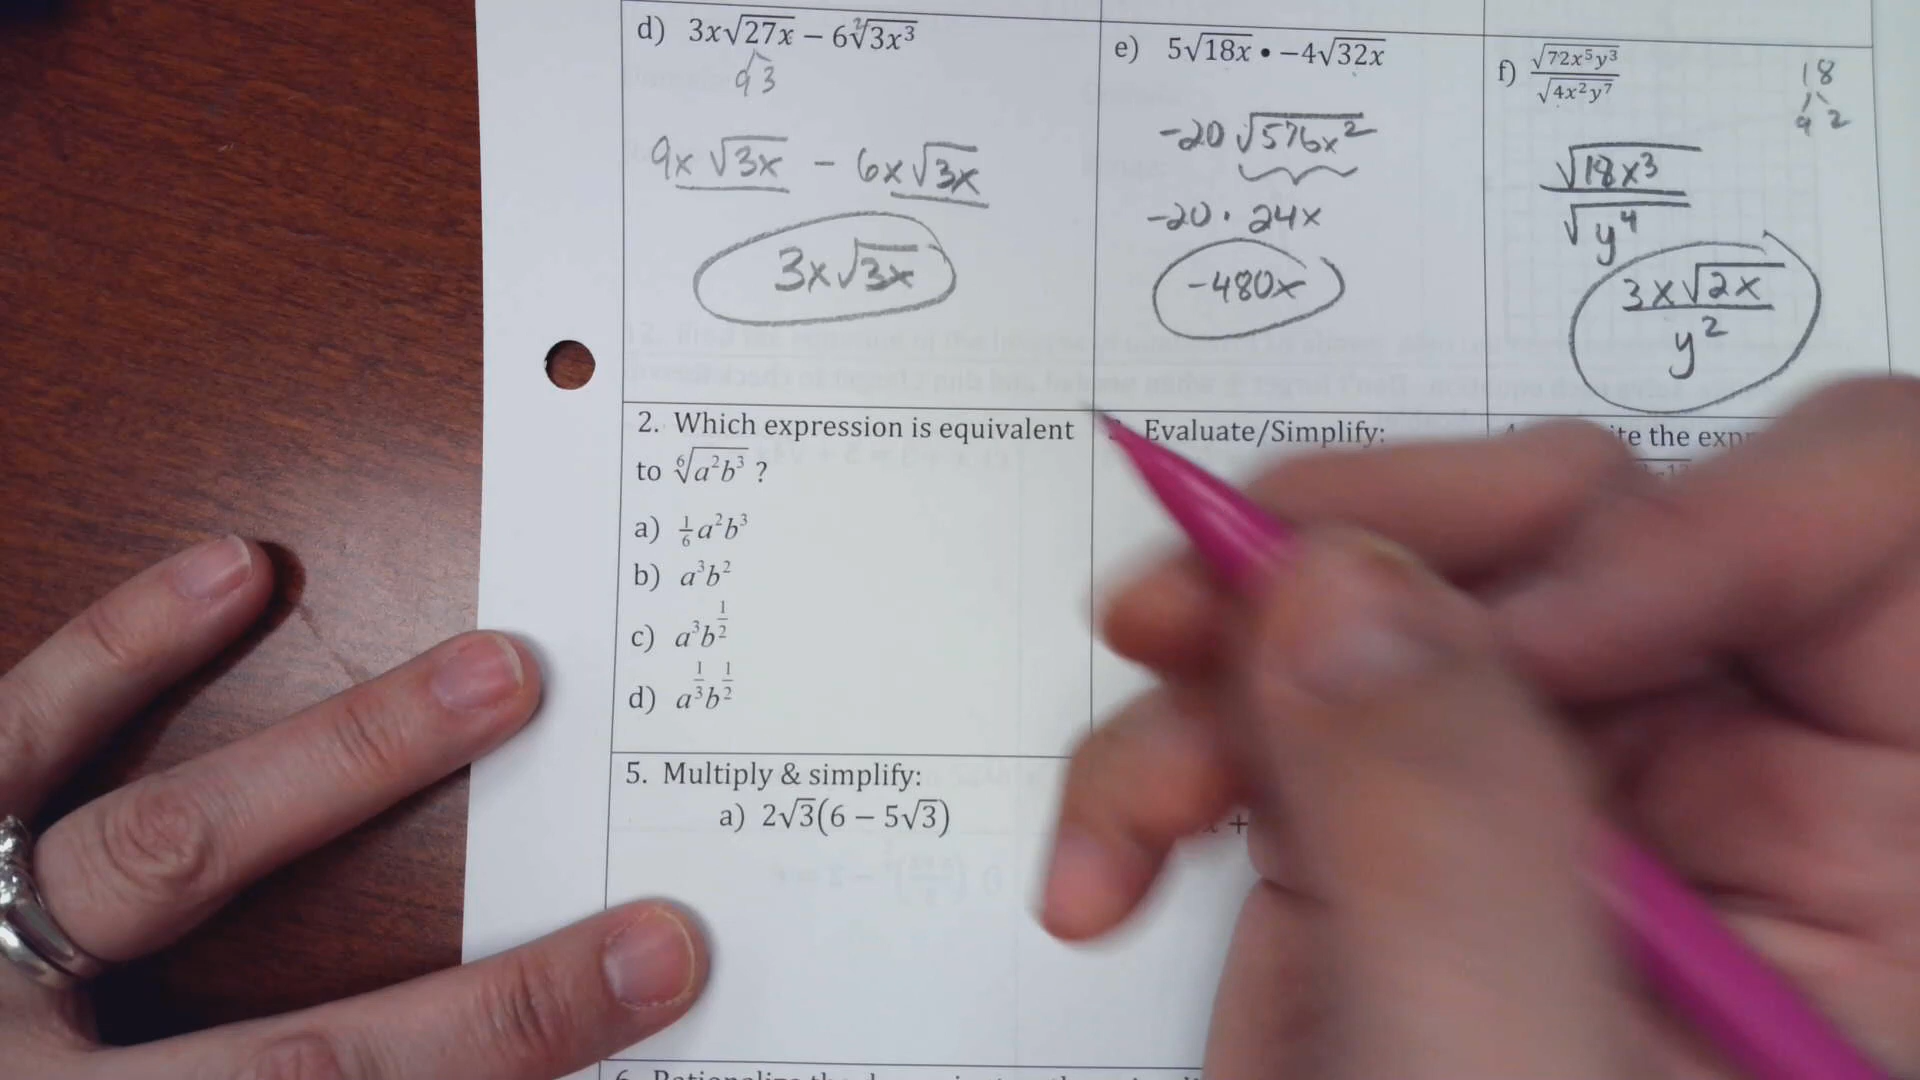 d) 3x√27x – 6∜3x³
9 3
9x √3x – 6x√3x
3x√3x
e) 5√18x • −4√32x
-20 √576x²
-20 · 24x
-480x
f) √72x⁵y³ / √4x²y⁷
18
9 2
√18x³ / √y⁴
3x√2x / y²
2. Which expression is equivalent
to ⁶√a²b³ ?
a) 1/6 a²b³
b) a³b²
c) a³b^(1/2)
d) a^(1/3)b^(1/2)
Evaluate/Simplify:
the
5. Multiply & simplify:
a) 2√3(6 – 5√3)